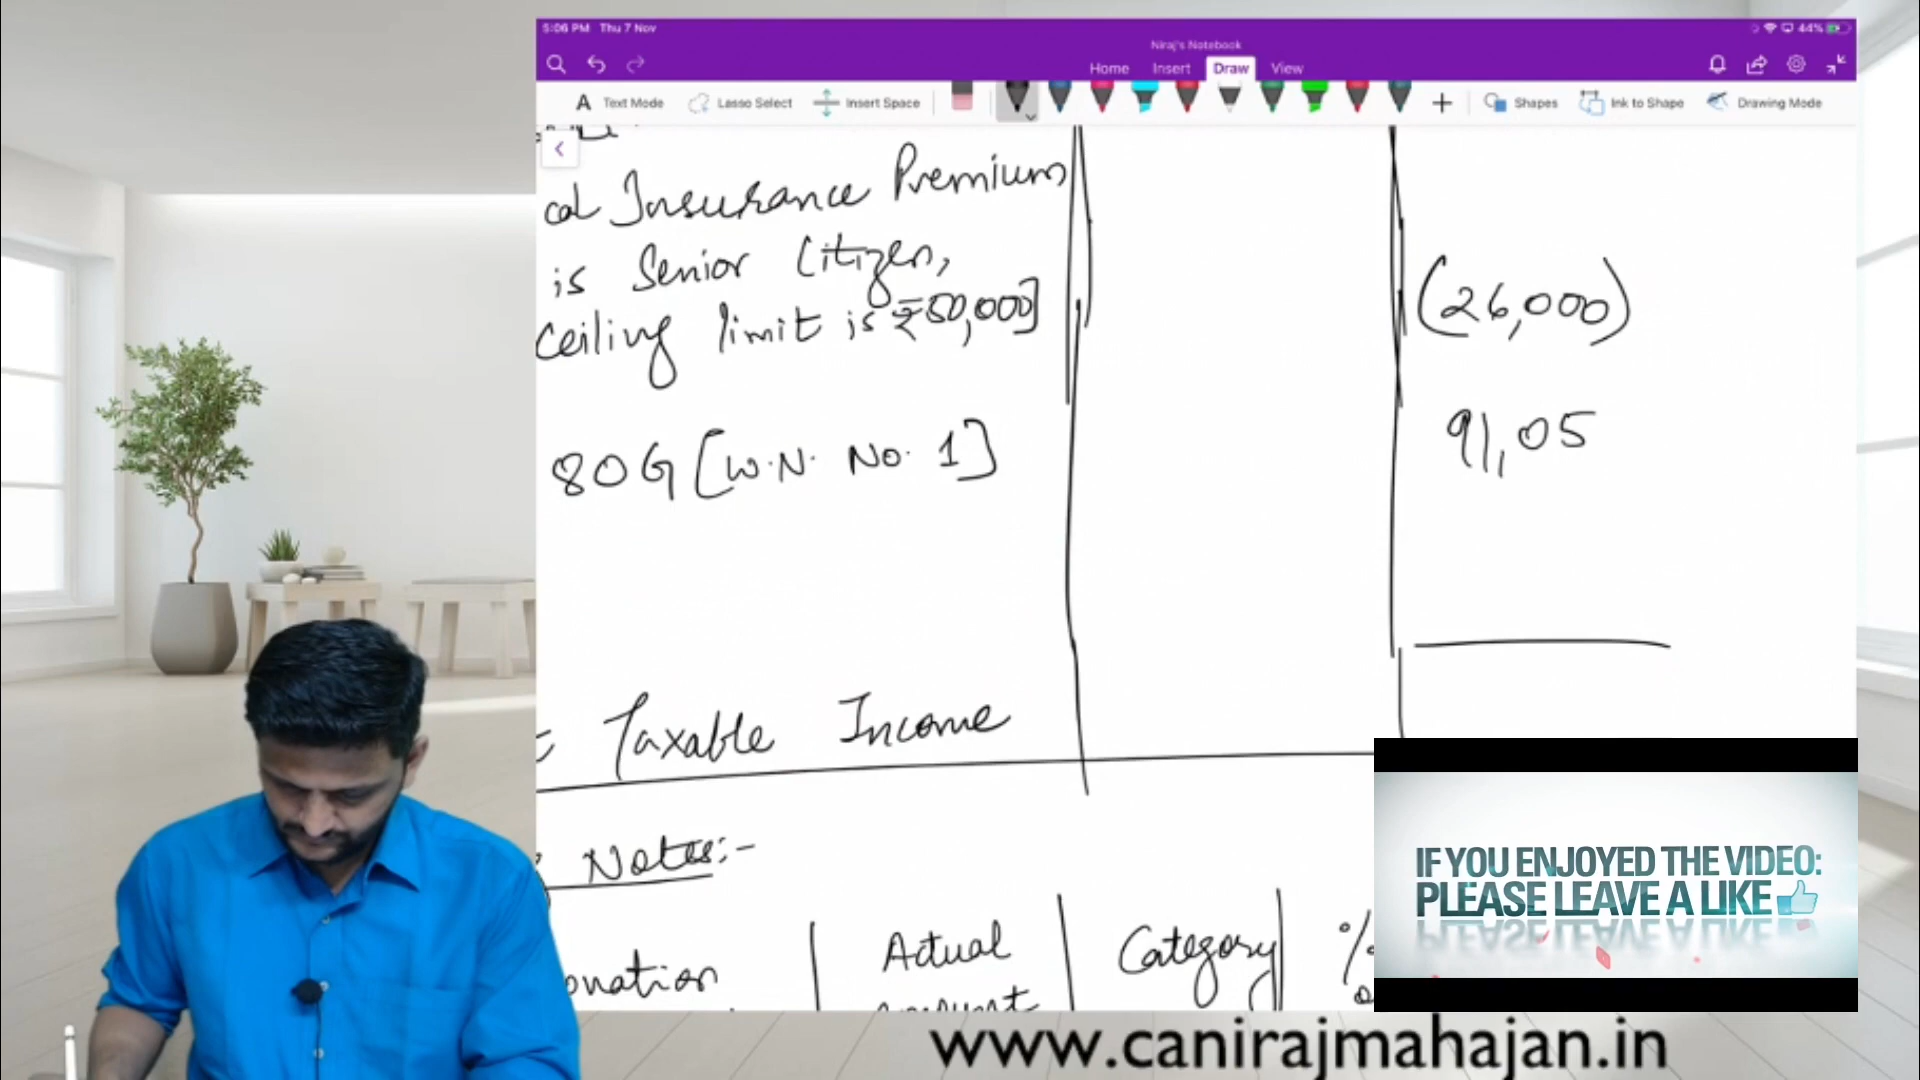 5:06 PM Thu 7 Nov
44%
Niraj's Notebook
Home Insert Draw View
A Text Mode Lasso Select Insert Space + Shapes Ink to Shape Drawing Mode
cal Insurance Premium
is Senior Citizen,
ceiling limit is ₹50,000]
(26,000)
80G [W.N. No. 1]
91,05
Taxable Income
Notes:-
onation
Actual
Category
%
IF YOU ENJOYED THE VIDEO:
PLEASE LEAVE A LIKE
www.canirajmahajan.in